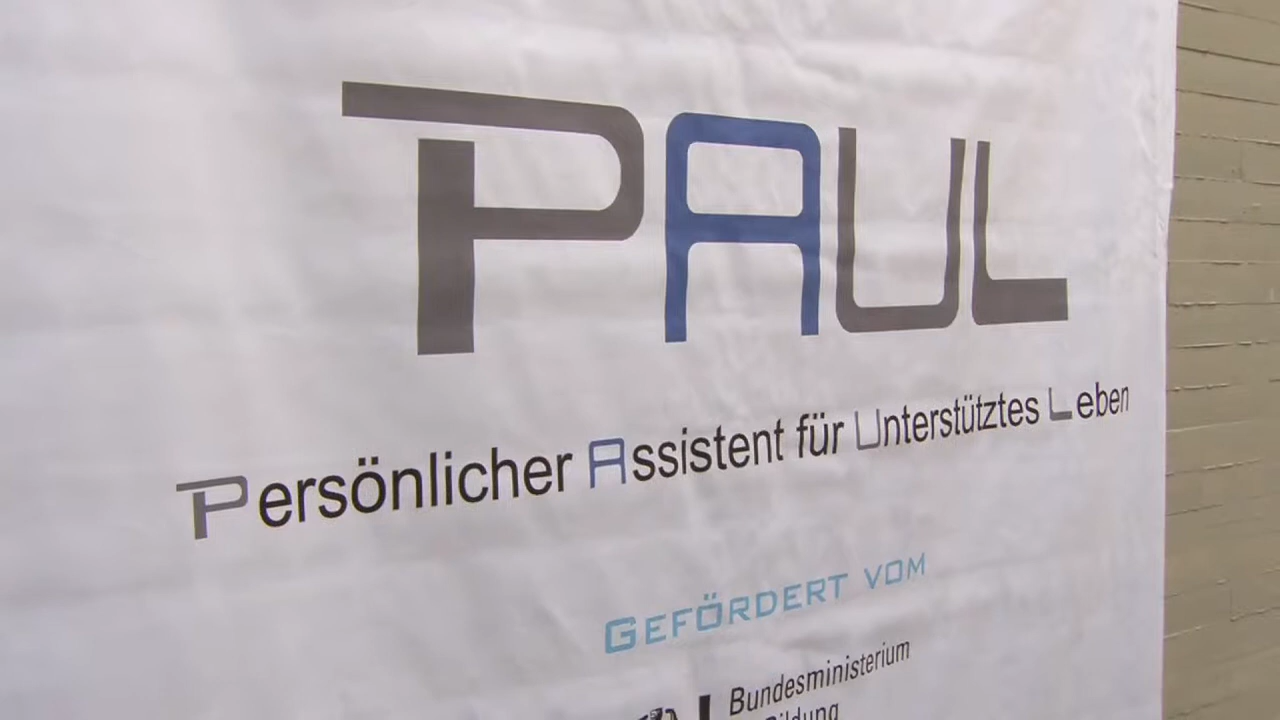 PAUL
Persönlicher Assistent für Unterstütztes Leben
GEFÖRDERT VOM
Bundesministerium
Bildung